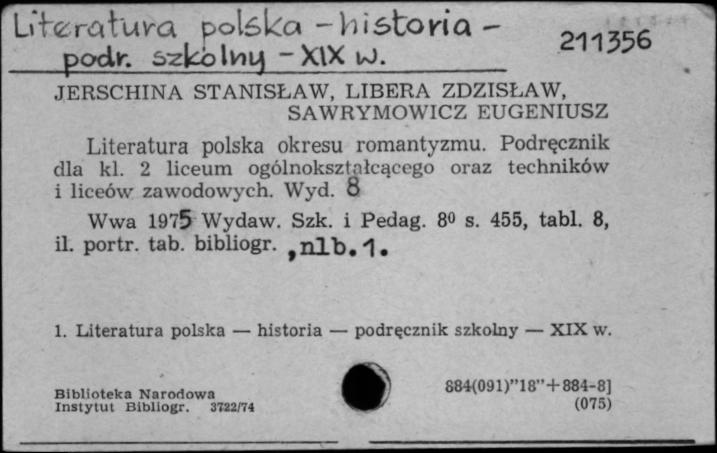 Literatura polska - historia -
podr. szkolny - XIX w.
211356
JERSCHINA STANISŁAW, LIBERA ZDZISŁAW,
SAWRYMOWICZ EUGENIUSZ
Literatura polska okresu romantyzmu. Podręcznik
dla kl. 2 liceum ogólnokształcącego oraz techników
i liceów zawodowych. Wyd. 8
Wwa 1975 Wydaw. Szk. i Pedag. 8⁰ s. 455, tabl. 8,
il. portr. tab. bibliogr. ,nlb.1.
1. Literatura polska — historia — podręcznik szkolny — XIX w.
Biblioteka Narodowa
Instytut Bibliogr. 3722/74
884(091)"18"+884-8]
(075)